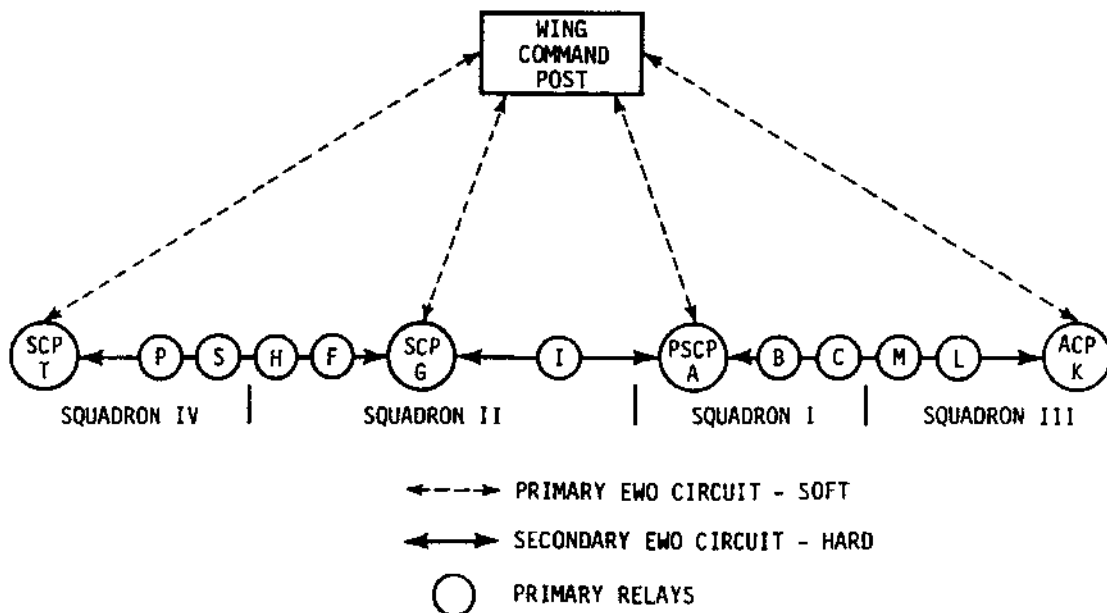 WING
COMMAND
POST
SCP
T
P
S
H
F
SCP
G
I
PSCP
A
B
C
M
L
ACP
K
SQUADRON IV
SQUADRON II
SQUADRON I
SQUADRON III
PRIMARY EWO CIRCUIT - SOFT
SECONDARY EWO CIRCUIT - HARD
PRIMARY RELAYS